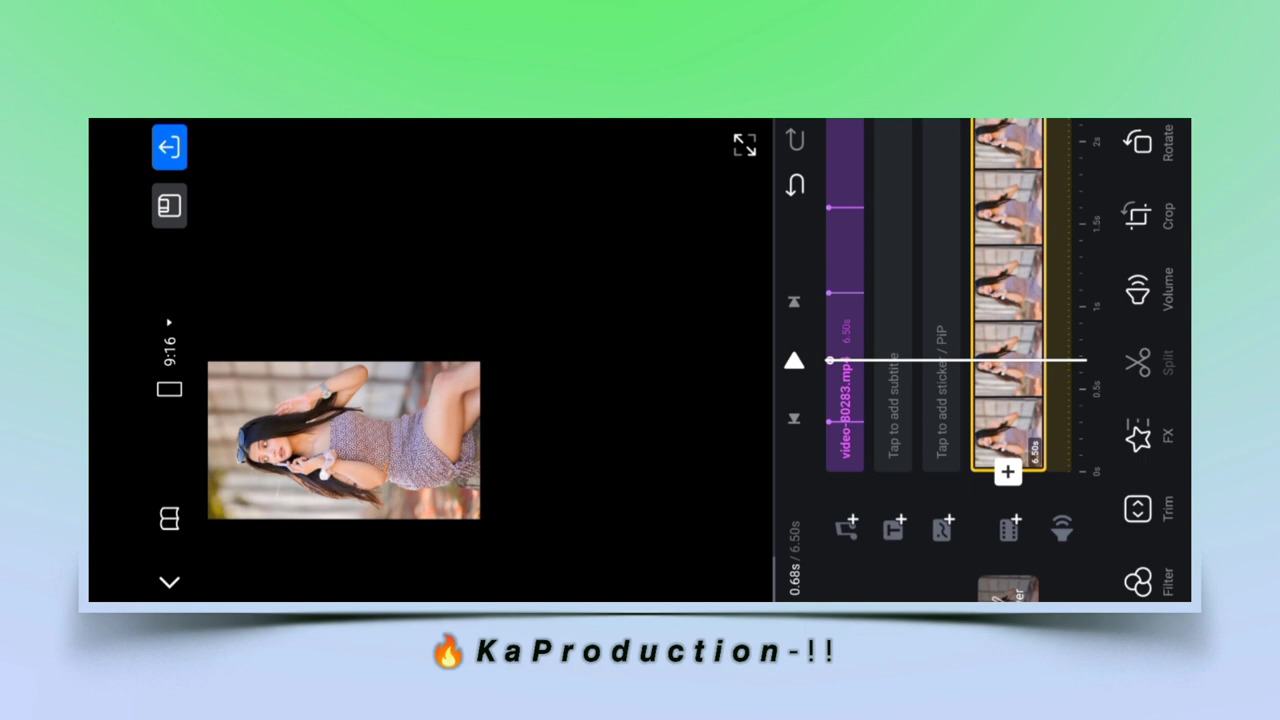 9:16
0.68s / 6.50s
video-80283.mp4 6.50s
Tap to add subtitle
Tap to add sticker / PiP
6.50s
0s
0.5s
1s
1.5s
2s
Filter
Trim
FX
Split
Volume
Crop
Rotate
🔥KaProduction-!!